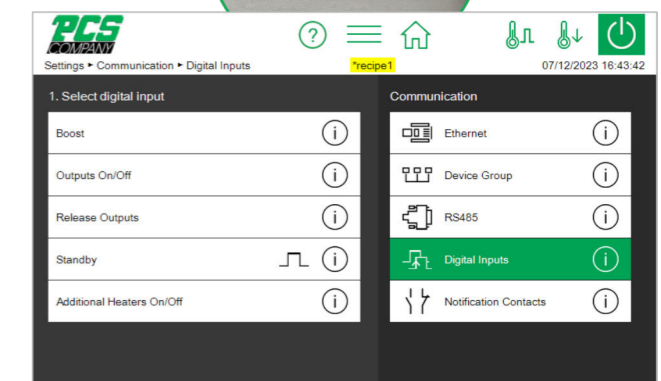 PCS
COMPANY
?
Settings ▸ Communication ▸ Digital Inputs
*recipe1
07/12/2023 16:43:42
1. Select digital input
Boost i
Outputs On/Off i
Release Outputs i
Standby i
Additional Heaters On/Off i
Communication
Ethernet i
Device Group i
RS485 i
Digital Inputs i
Notification Contacts i